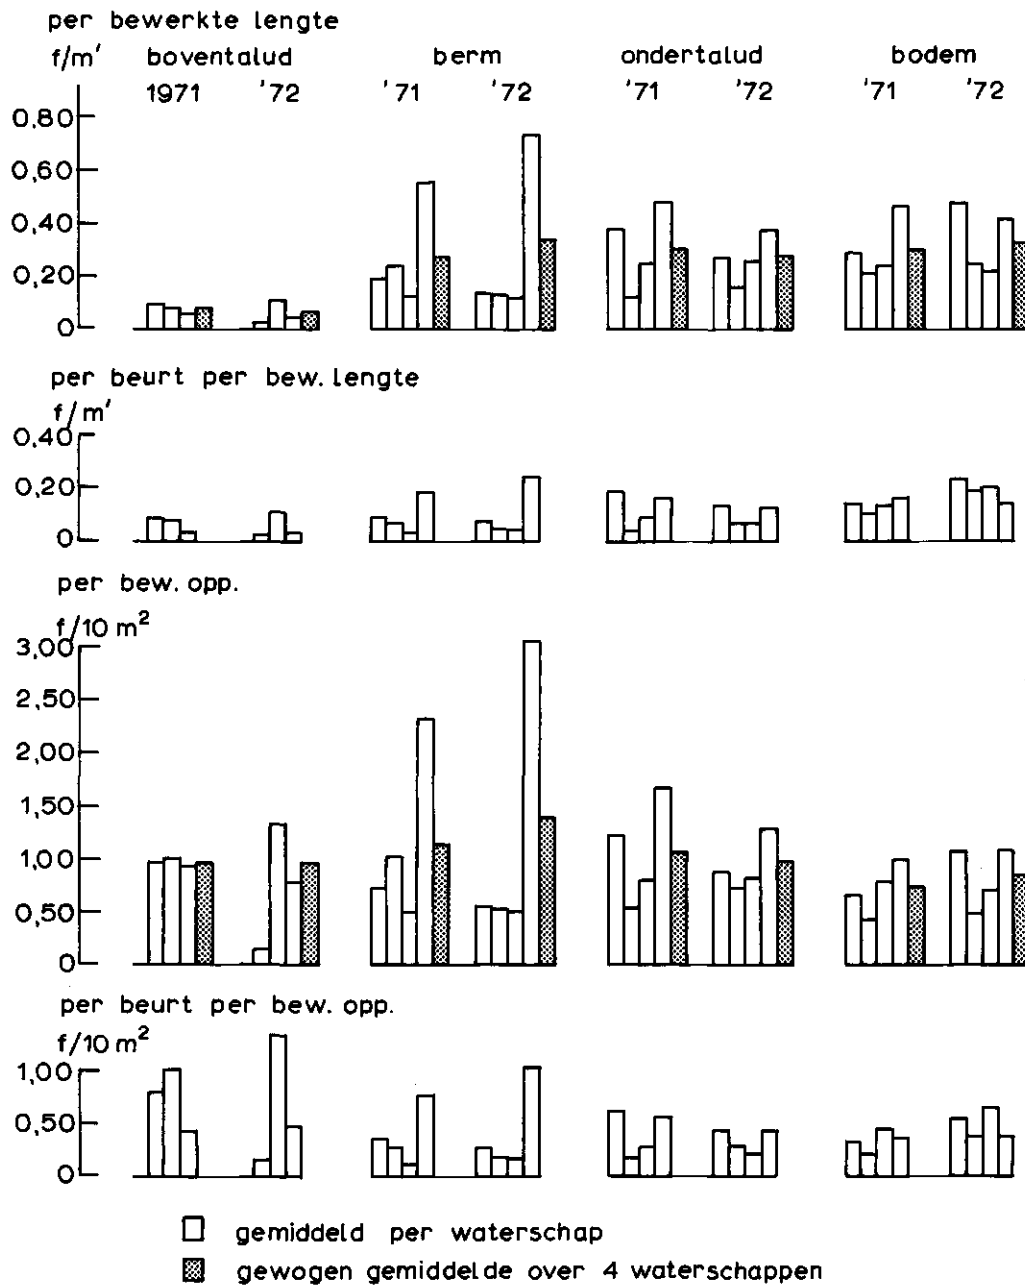 per bewerkte lengte
f/m' boventalud berm ondertalud bodem
1971 '72 '71 '72 '71 '72 '71 '72
0,80
0,60
0,40
0,20
0
per beurt per bew. lengte
f/m'
0,40
0,20
0
per bew. opp.
f/10 m²
3,00
2,50
2,00
1,50
1,00
0,50
0
per beurt per bew. opp.
f/10 m²
1,00
0,50
0
gemiddeld per waterschap
gewogen gemiddelde over 4 waterschappen